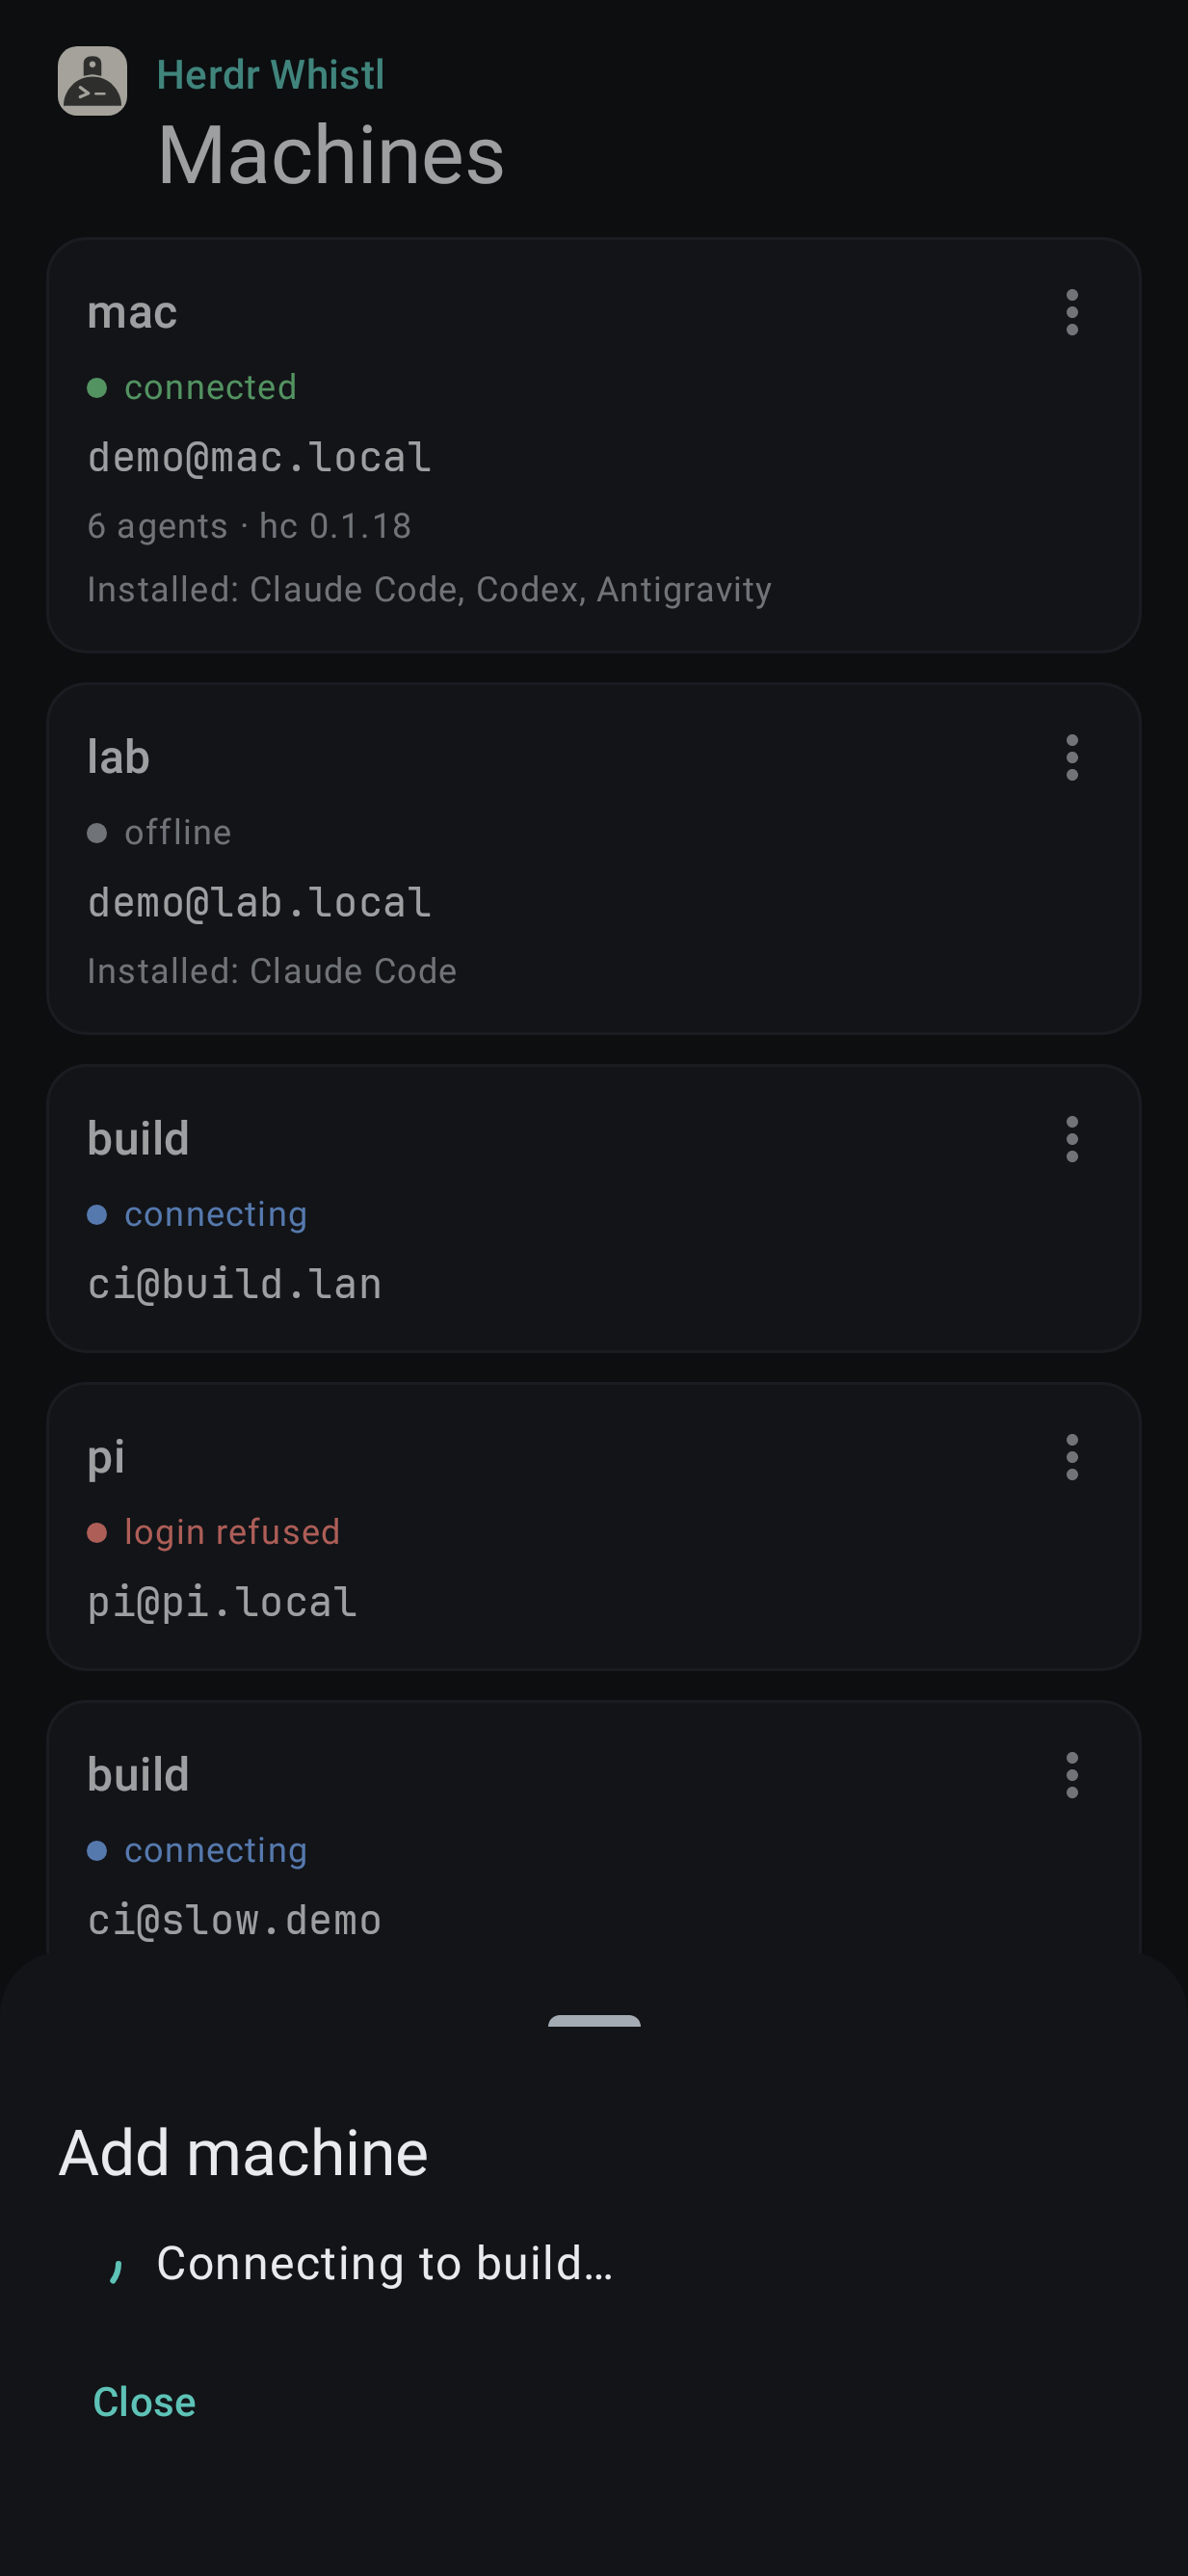 Herdr Whistl
Machines
mac
connected
demo@mac.local
6 agents · hc 0.1.18
Installed: Claude Code, Codex, Antigravity
lab
offline
demo@lab.local
Installed: Claude Code
build
connecting
ci@build.lan
pi
login refused
pi@pi.local
build
connecting
ci@slow.demo
Add machine
Connecting to build…
Close